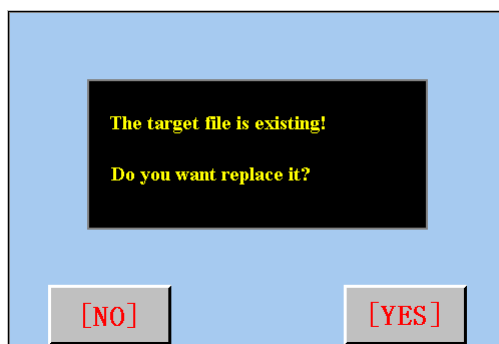 The target file is existing!
Do you want replace it?
[NO] [YES]